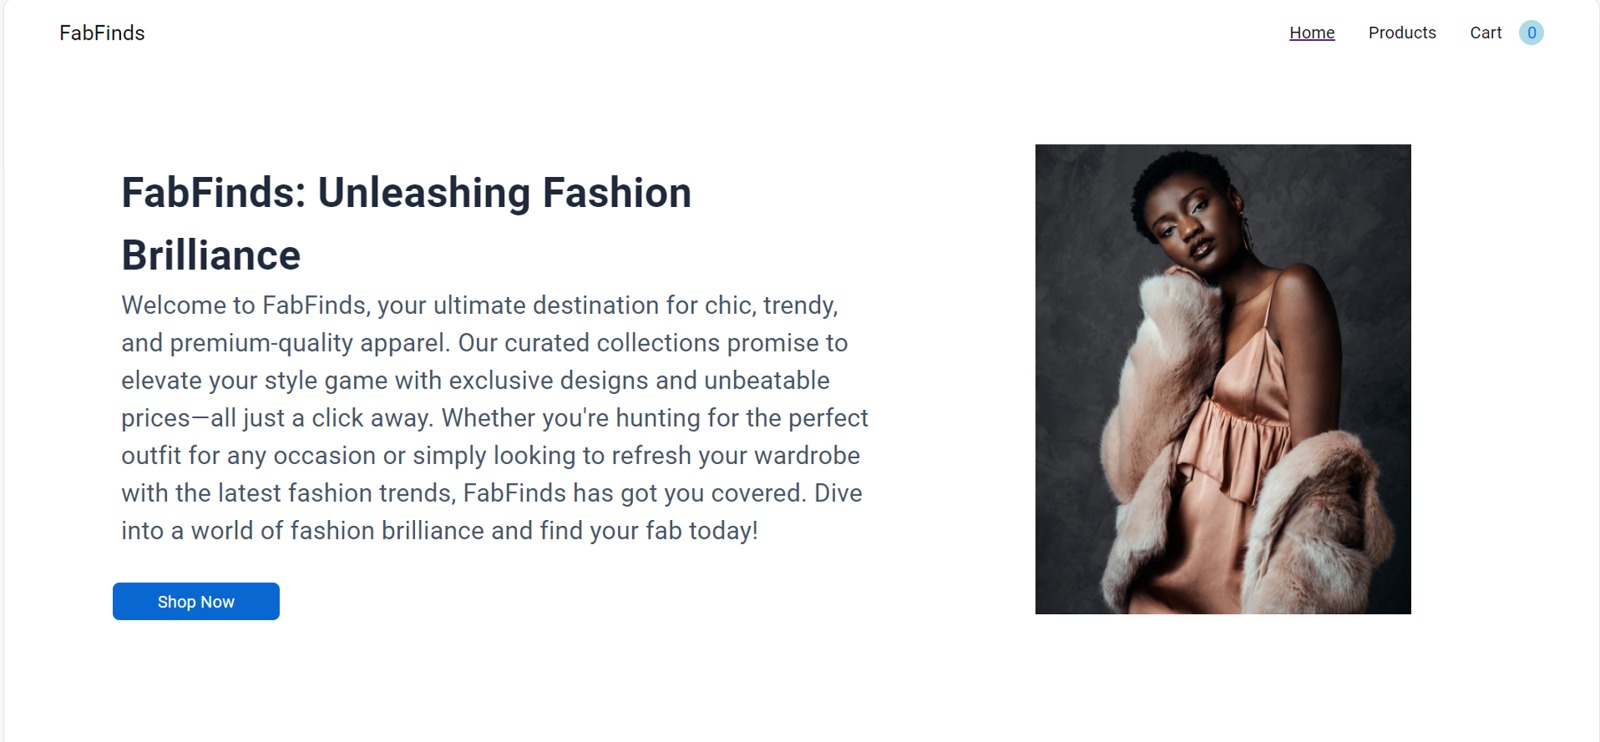 FabFinds
Home Products Cart 0
FabFinds: Unleashing Fashion
Brilliance
Welcome to FabFinds, your ultimate destination for chic, trendy,
and premium-quality apparel. Our curated collections promise to
elevate your style game with exclusive designs and unbeatable
prices—all just a click away. Whether you're hunting for the perfect
outfit for any occasion or simply looking to refresh your wardrobe
with the latest fashion trends, FabFinds has got you covered. Dive
into a world of fashion brilliance and find your fab today!
Shop Now